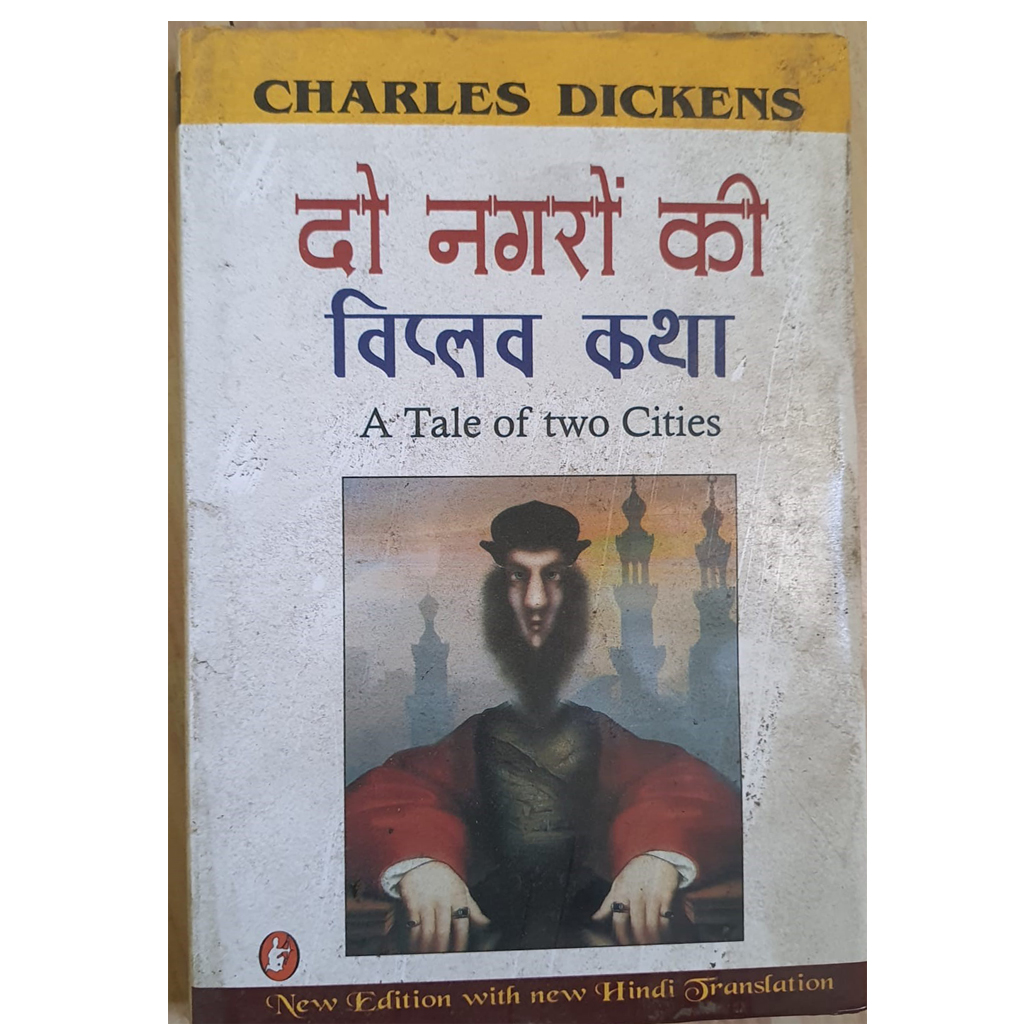 CHARLES DICKENS
दो नगरों की
विप्लव कथा
A Tale of two Cities
New Edition with new Hindi Translation